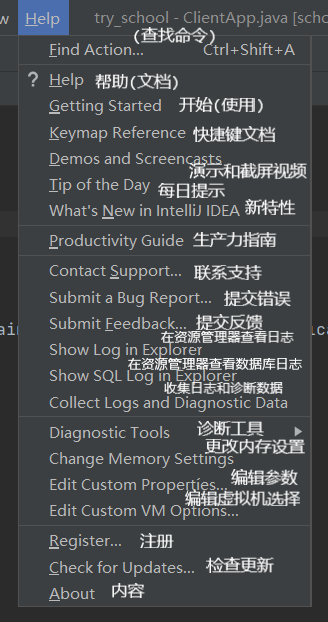 w Help try_school - ClientApp.java [scho
(查找命令)
Find Action... Ctrl+Shift+A
? Help 帮助(文档)
Getting Started 开始(使用)
Keymap Reference 快捷键文档
Demos and Screencasts 演示和截屏视频
Tip of the Day 每日提示
What's New in IntelliJ IDEA 新特性
Productivity Guide 生产力指南
Contact Support... 联系支持
Submit a Bug Report... 提交错误
Submit Feedback... 提交反馈
在资源管理器查看日志
Show Log in Explorer
在资源管理器查看数据库日志
Show SQL Log in Explorer
收集日志和诊断数据
Collect Logs and Diagnostic Data
Diagnostic Tools 诊断工具
更改内存设置
Change Memory Settings
Edit Custom Properties... 编辑参数
编辑虚拟机选择
Edit Custom VM Options...
Register... 注册
Check for Updates... 检查更新
About 内容